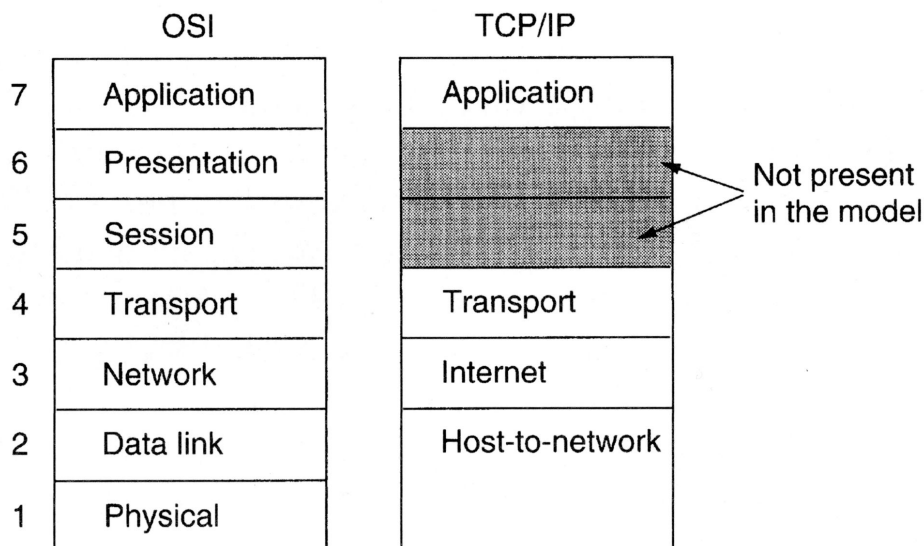 OSI TCP/IP
7 Application Application
6 Presentation
Not present
in the model
5 Session
4 Transport Transport
3 Network Internet
2 Data link Host-to-network
1 Physical